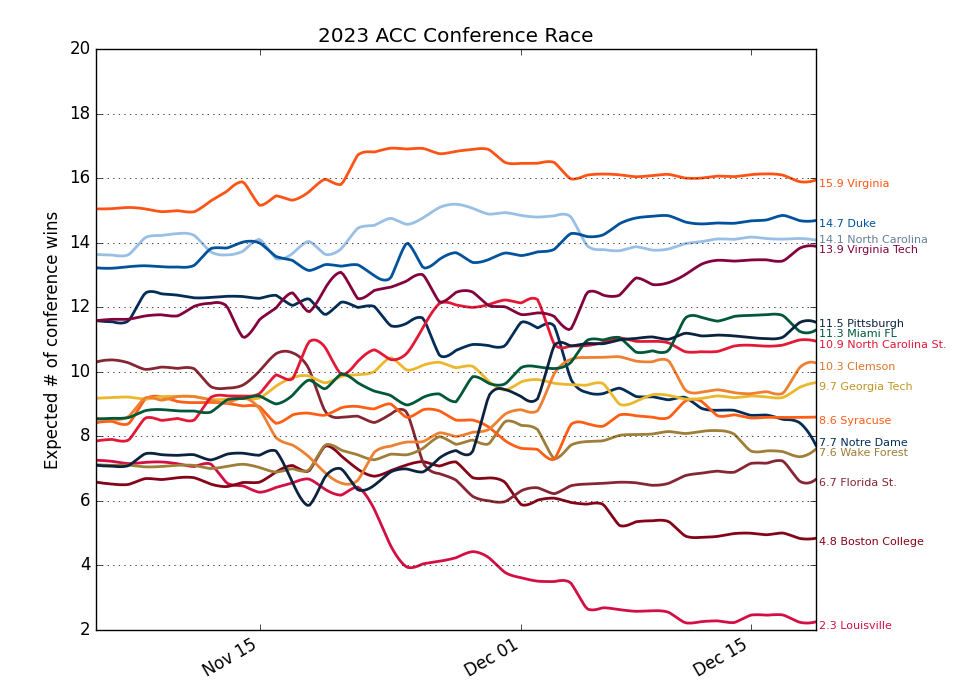 2023 ACC Conference Race
Expected # of conference wins
20
18
16
14
12
10
8
6
4
2
Nov 15
Dec 01
Dec 15
15.9 Virginia
14.7 Duke
14.1 North Carolina
13.9 Virginia Tech
11.5 Pittsburgh
11.3 Miami FL
10.9 North Carolina St.
10.3 Clemson
9.7 Georgia Tech
8.6 Syracuse
7.7 Notre Dame
7.6 Wake Forest
6.7 Florida St.
4.8 Boston College
2.3 Louisville